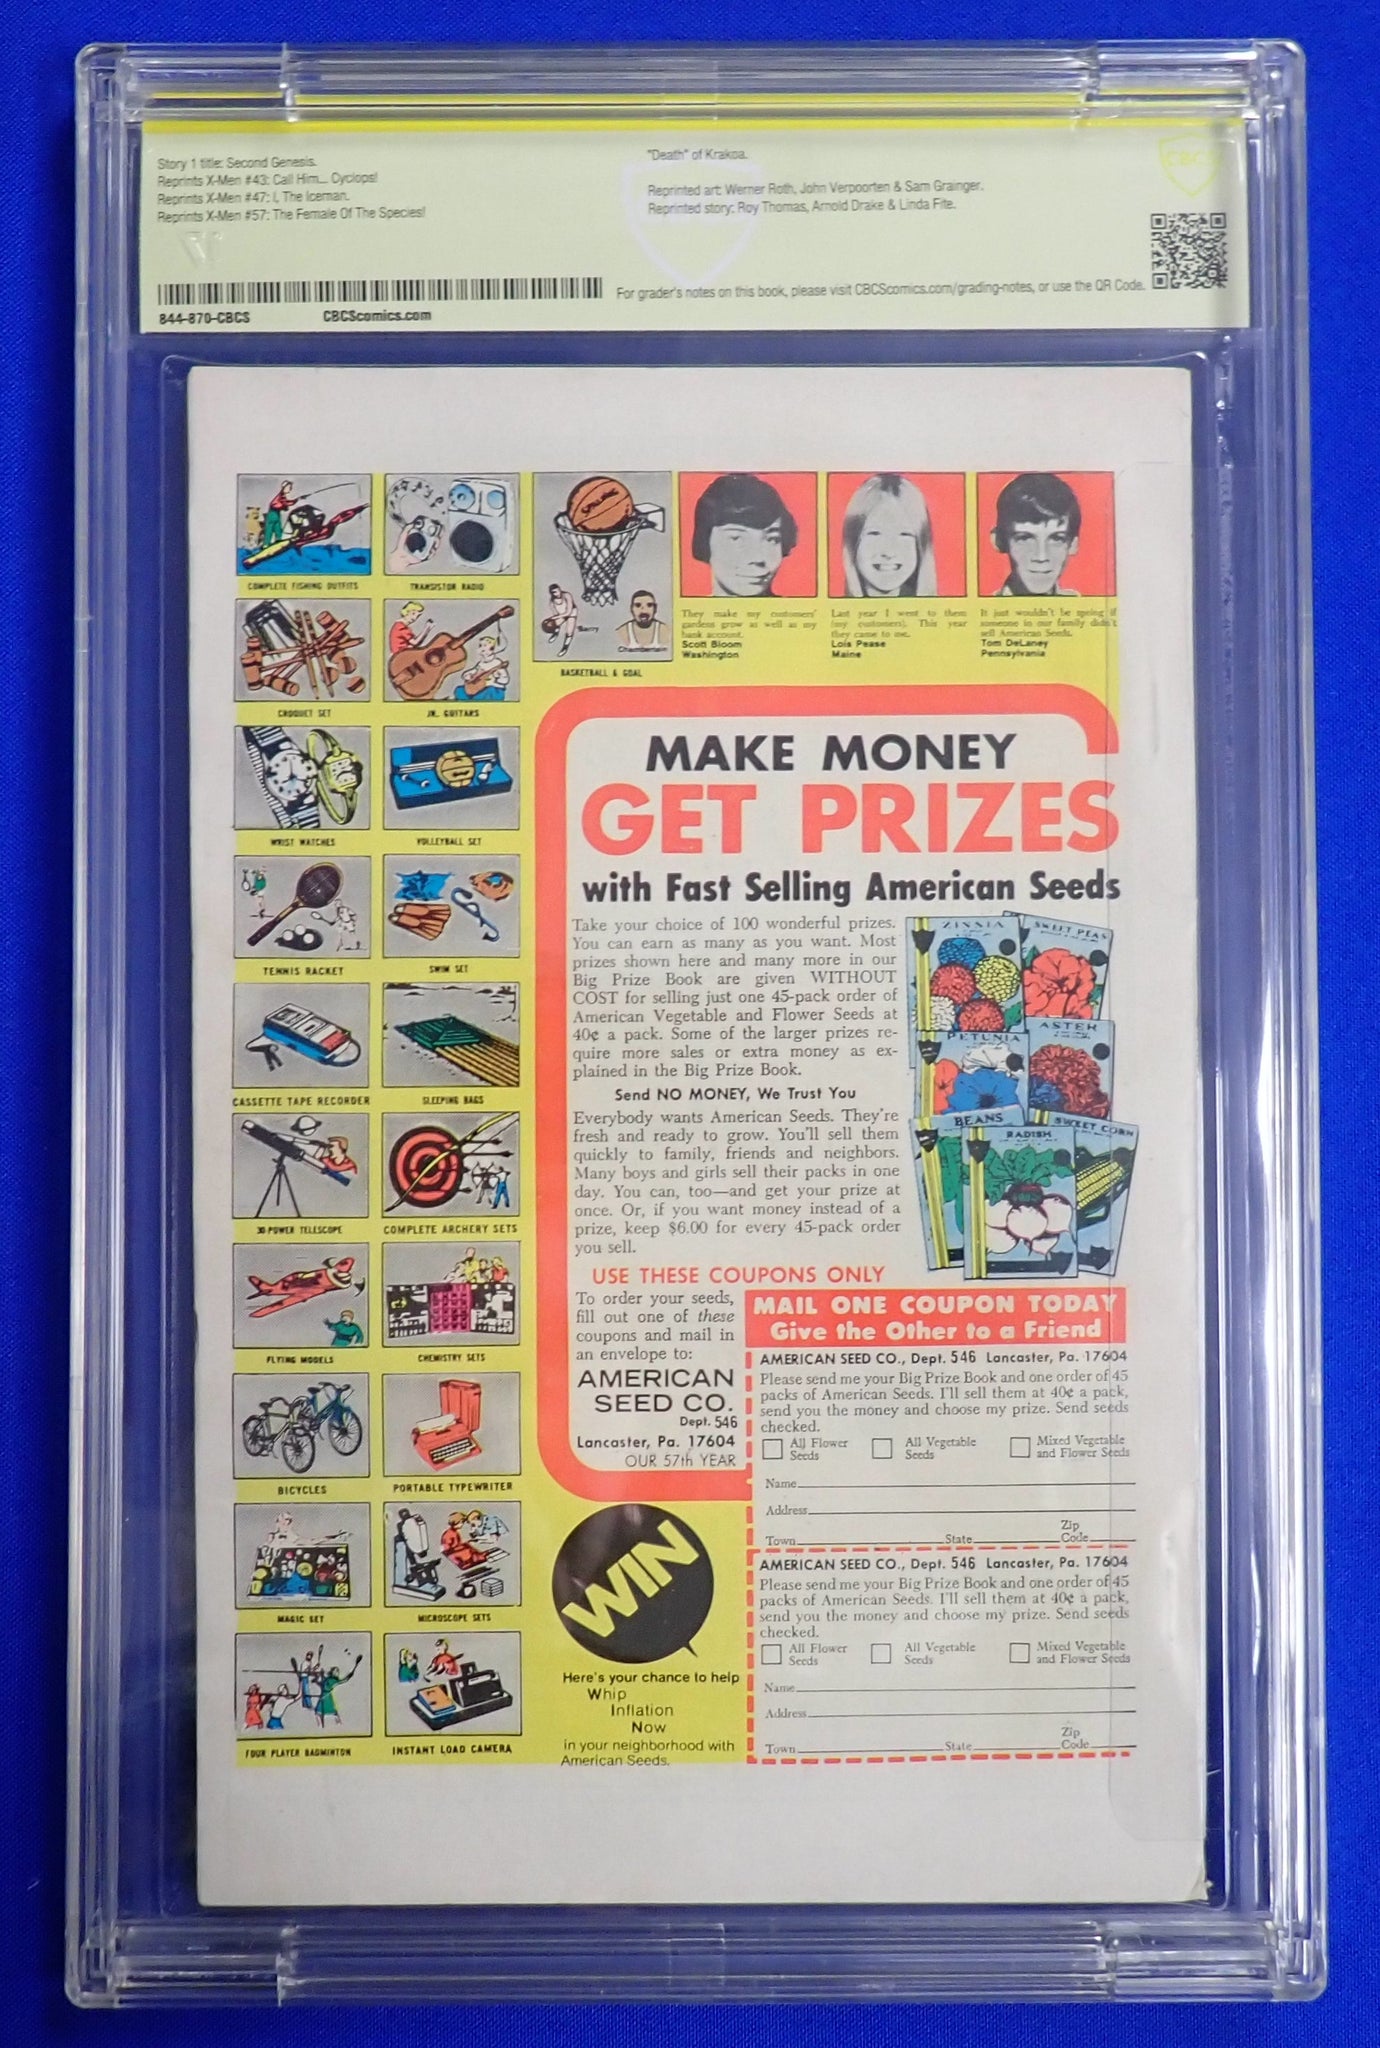 Story 1 title: Second Genesis.
Reprints X-Men #43: Call Him... Cyclops!
Reprints X-Men #47: I, The Iceman.
Reprints X-Men #57: The Female Of The Species!
"Death" of Krakoa.
Reprinted art: Werner Roth, John Verpoorten & Sam Grainger.
Reprinted story: Roy Thomas, Arnold Drake & Linda Fite.
CBCS
For grader's notes on this book, please visit CBCScomics.com/grading-notes, or use the QR Code.
844-870-CBCS
CBCScomics.com
COMPLETE FISHING OUTFITS
TRANSISTOR RADIO
CROQUET SET
JR. GUITARS
WRIST WATCHES
VOLLEYBALL SET
TENNIS RACKET
SWIM SET
CASSETTE TAPE RECORDER
SLEEPING BAGS
30-POWER TELESCOPE
COMPLETE ARCHERY SETS
FLYING MODELS
CHEMISTRY SETS
BICYCLES
PORTABLE TYPEWRITER
MAGIC SET
MICROSCOPE SETS
FOUR PLAYER BADMINTON
INSTANT LOAD CAMERA
SPALDING
Barry
Chamberlain
BASKETBALL & GOAL
They make my customers'
gardens grow as well as my
bank account.
Scott Bloom
Washington
Last year I went to them
(my customers). This year
they came to me.
Lois Pease
Maine
It just wouldn't be spring if
someone in our family didn't
sell American Seeds.
Tom DeLaney
Pennsylvania
MAKE MONEY
GET PRIZES
with Fast Selling American Seeds
Take your choice of 100 wonderful prizes.
You can earn as many as you want. Most
prizes shown here and many more in our
Big Prize Book are given WITHOUT
COST for selling just one 45-pack order of
American Vegetable and Flower Seeds at
40¢ a pack. Some of the larger prizes re-
quire more sales or extra money as ex-
plained in the Big Prize Book.
Send NO MONEY, We Trust You
Everybody wants American Seeds. They're
fresh and ready to grow. You'll sell them
quickly to family, friends and neighbors.
Many boys and girls sell their packs in one
day. You can, too—and get your prize at
once. Or, if you want money instead of a
prize, keep $6.00 for every 45-pack order
you sell.
ZINNIA
SWEET PEAS
PETUNIA
ASTER
BEANS
RADISH
SWEET CORN
USE THESE COUPONS ONLY
To order your seeds,
fill out one of these
coupons and mail in
an envelope to:
AMERICAN
SEED CO.
Dept. 546
Lancaster, Pa. 17604
OUR 57th YEAR
MAIL ONE COUPON TODAY
Give the Other to a Friend
AMERICAN SEED CO., Dept. 546 Lancaster, Pa. 17604
Please send me your Big Prize Book and one order of 45
packs of American Seeds. I'll sell them at 40¢ a pack,
send you the money and choose my prize. Send seeds
checked.
All Flower Seeds
All Vegetable Seeds
Mixed Vegetable and Flower Seeds
Name
Address
Town State Zip Code
AMERICAN SEED CO., Dept. 546 Lancaster, Pa. 17604
Please send me your Big Prize Book and one order of 45
packs of American Seeds. I'll sell them at 40¢ a pack,
send you the money and choose my prize. Send seeds
checked.
All Flower Seeds
All Vegetable Seeds
Mixed Vegetable and Flower Seeds
Name
Address
Town State Zip Code
WIN
Here's your chance to help
Whip
Inflation
Now
in your neighborhood with
American Seeds.